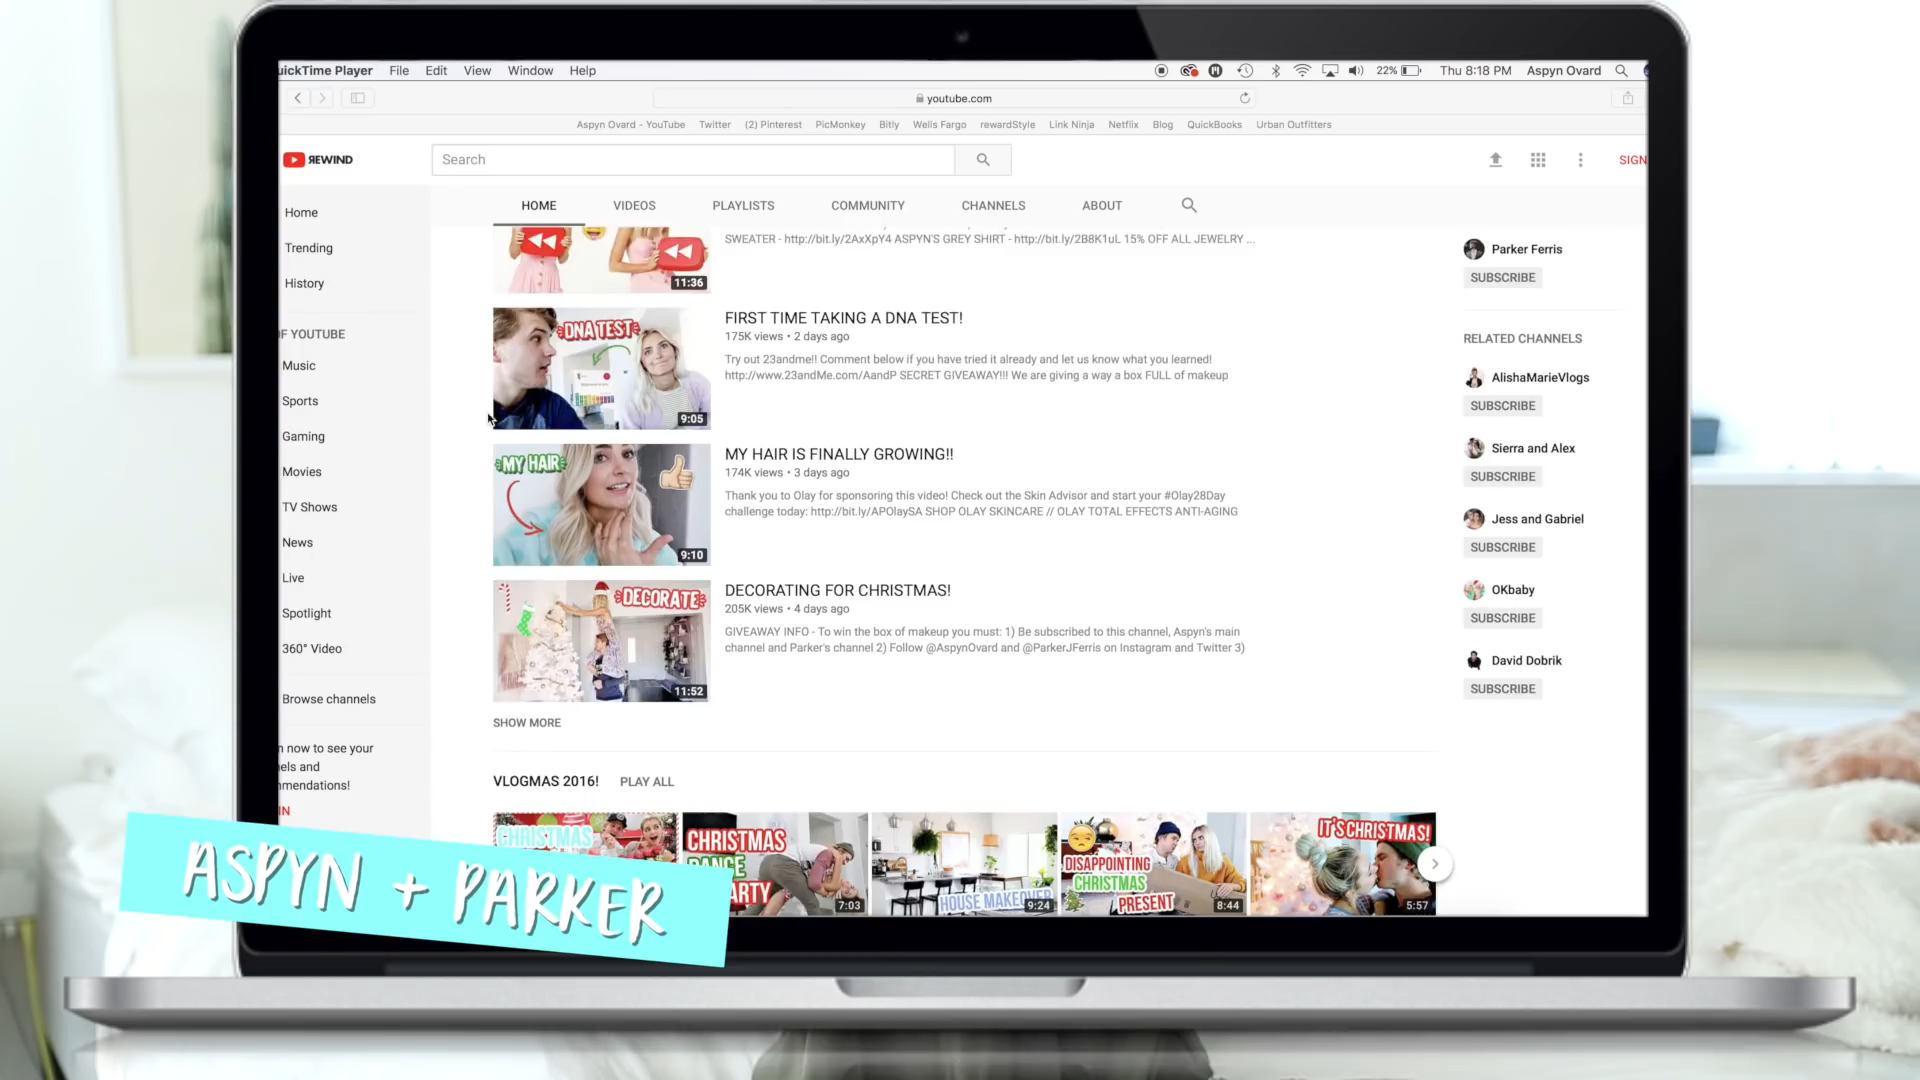 uickTime Player File Edit View Window Help
22% Thu 8:18 PM Aspyn Ovard
youtube.com
Aspyn Ovard - YouTube Twitter (2) Pinterest PicMonkey Bitly Wells Fargo rewardStyle Link Ninja Netflix Blog QuickBooks Urban Outfitters
REWIND
Search
SIGN
HOME VIDEOS PLAYLISTS COMMUNITY CHANNELS ABOUT
Home
Trending
History
OF YOUTUBE
Music
Sports
Gaming
Movies
TV Shows
News
Live
Spotlight
360° Video
Browse channels
n now to see your
els and
mendations!
IN
SWEATER - http://bit.ly/2AxXpY4 ASPYN'S GREY SHIRT - http://bit.ly/2B8K1uL 15% OFF ALL JEWELRY ...
11:36
DNA TEST
9:05
FIRST TIME TAKING A DNA TEST!
175K views • 2 days ago
Try out 23andme!! Comment below if you have tried it already and let us know what you learned!
http://www.23andMe.com/AandP SECRET GIVEAWAY!!! We are giving a way a box FULL of makeup
MY HAIR
9:10
MY HAIR IS FINALLY GROWING!!
174K views • 3 days ago
Thank you to Olay for sponsoring this video! Check out the Skin Advisor and start your #Olay28Day
challenge today: http://bit.ly/APOlaySA SHOP OLAY SKINCARE // OLAY TOTAL EFFECTS ANTI-AGING
DECORATE
11:52
DECORATING FOR CHRISTMAS!
205K views • 4 days ago
GIVEAWAY INFO - To win the box of makeup you must: 1) Be subscribed to this channel, Aspyn's main
channel and Parker's channel 2) Follow @AspynOvard and @ParkerJFerris on Instagram and Twitter 3)
SHOW MORE
VLOGMAS 2016! PLAY ALL
CHRISTMAS
CHRISTMAS
DANCE
PARTY
7:03
HOUSE MAKEOVER
9:24
DISAPPOINTING
CHRISTMAS
PRESENT
8:44
IT'S CHRISTMAS!
5:57
Parker Ferris
SUBSCRIBE
RELATED CHANNELS
AlishaMarieVlogs
SUBSCRIBE
Sierra and Alex
SUBSCRIBE
Jess and Gabriel
SUBSCRIBE
OKbaby
SUBSCRIBE
David Dobrik
SUBSCRIBE
ASPYN + PARKER